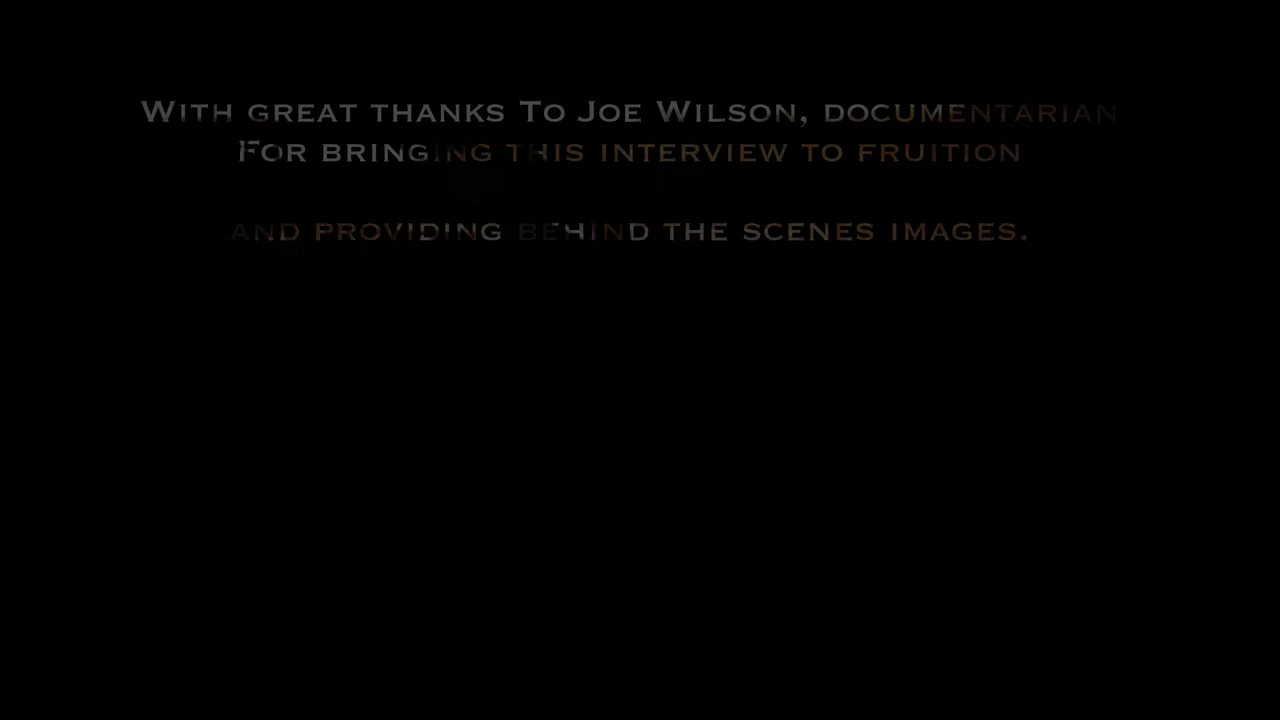 With great thanks To Joe Wilson, documentarian
For bringing this interview to fruition
and providing behind the scenes images.